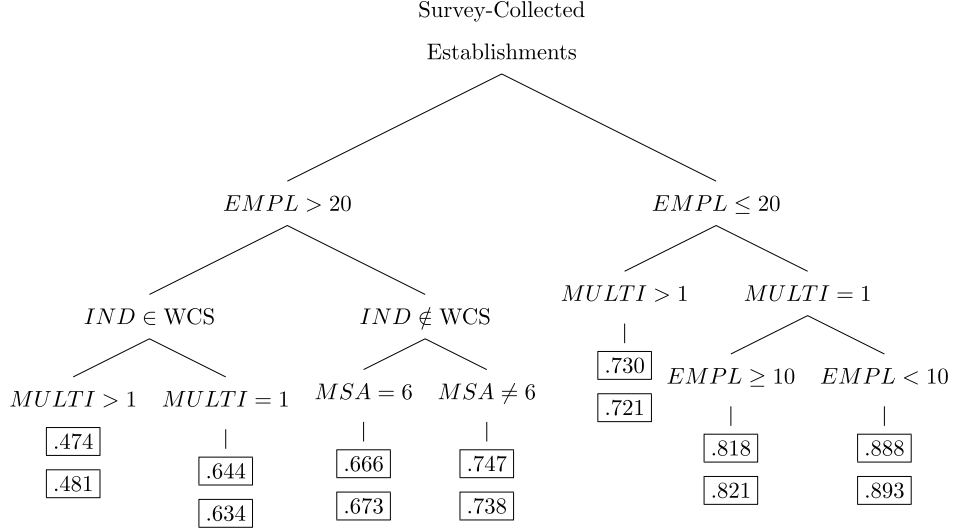 Survey-Collected
Establishments
EMPL > 20
EMPL ≤ 20
IND ∈ WCS
IND ∉ WCS
MULTI > 1
MULTI = 1
MULTI > 1
MULTI = 1
MSA = 6
MSA ≠ 6
EMPL ≥ 10
EMPL < 10
.474
.481
.644
.634
.666
.673
.747
.738
.730
.721
.818
.821
.888
.893